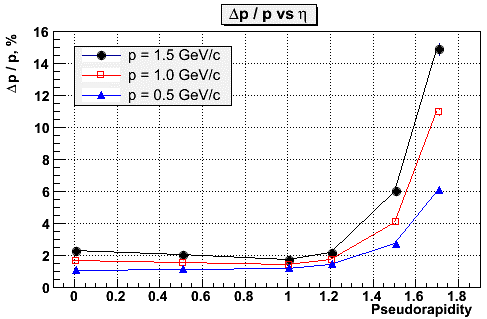 Δp / p vs η
Δp / p, %
p = 1.5 GeV/c
p = 1.0 GeV/c
p = 0.5 GeV/c
16
14
12
10
8
6
4
2
0
0 0.2 0.4 0.6 0.8 1 1.2 1.4 1.6 1.8
Pseudorapidity